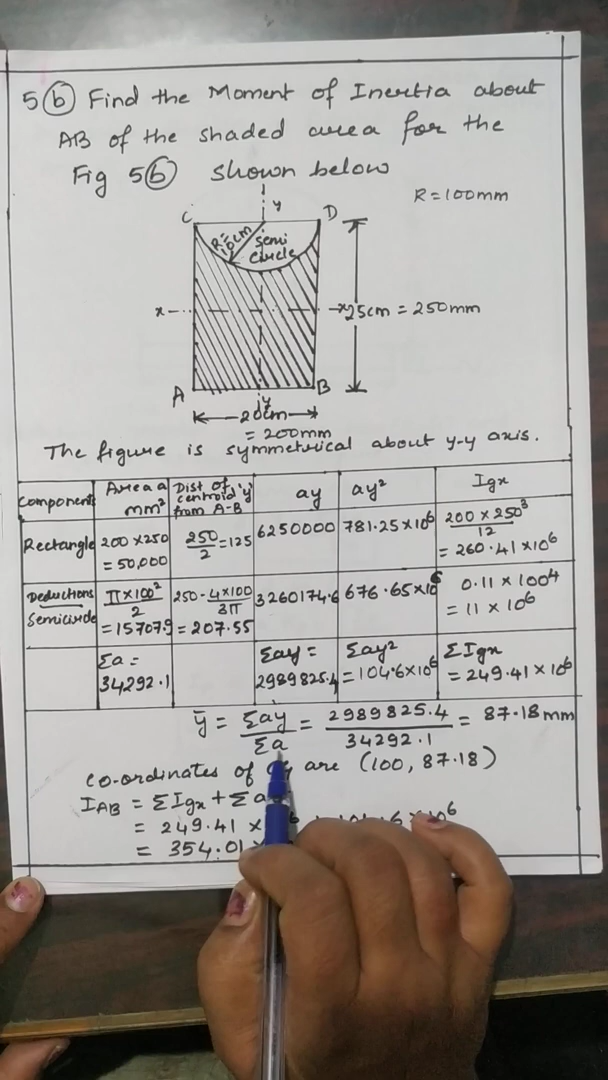 5 b Find the Moment of Inertia about
AB of the shaded area for the
Fig 5 b shown below
R = 100mm
C y D
R = 10cm
Semi circle
x x
25cm = 250mm
A y B
20cm
= 200mm
The figure is symmetrical about y-y axis.
Components | Area a mm² | Dist of centroid 'y' from A-B | ay | ay² | Igx
Rectangle | 200 x 250 = 50,000 | 250/2 = 125 | 6250000 | 781.25 x 10⁶ | 200 x 250³/12 = 260.41 x 10⁶
Deductions Semicircle | π x 100²/2 = 15707.9 | 250 - 4 x 100/3π = 207.55 | 3260174.6 | 676.65 x 10⁶ | 0.11 x 100⁴ = 11 x 10⁶
Σa = 34292.1 | Σay = 2989825.4 | Σay² = 104.6 x 10⁶ | ΣIgx = 249.41 x 10⁶
ȳ = Σay/Σa = 2989825.4/34292.1 = 87.18 mm
co-ordinates of are (100, 87.18)
I_AB = ΣIgx + Σa
= 249.41 x
= 354.01